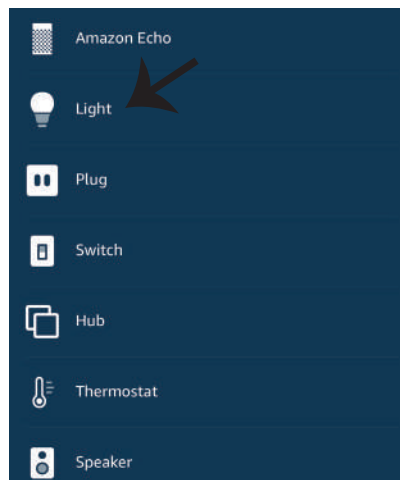 Amazon Echo
Light
Plug
Switch
Hub
Thermostat
Speaker